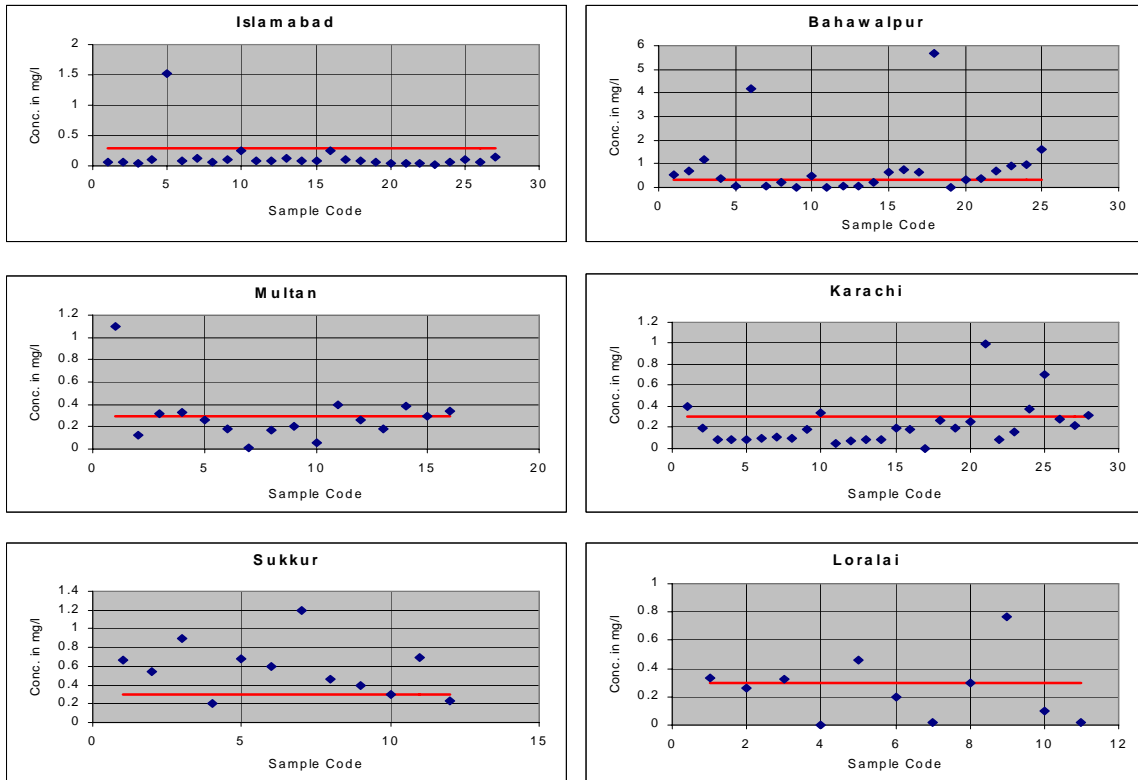 Islamabad
Conc. in mg/l
2
1.5
1
0.5
0
0 5 10 15 20 25 30
Sample Code
Bahawalpur
Conc. in mg/l
6
5
4
3
2
1
0
0 5 10 15 20 25 30
Sample Code
Multan
Conc. in mg/l
1.2
1
0.8
0.6
0.4
0.2
0
0 5 10 15 20
Sample Code
Karachi
Conc. in mg/l
1.2
1
0.8
0.6
0.4
0.2
0
0 5 10 15 20 25 30
Sample Code
Sukkur
Conc. in mg/l
1.4
1.2
1
0.8
0.6
0.4
0.2
0
0 5 10 15
Sample Code
Loralai
Conc. in mg/l
1
0.8
0.6
0.4
0.2
0
0 2 4 6 8 10 12
Sample Code